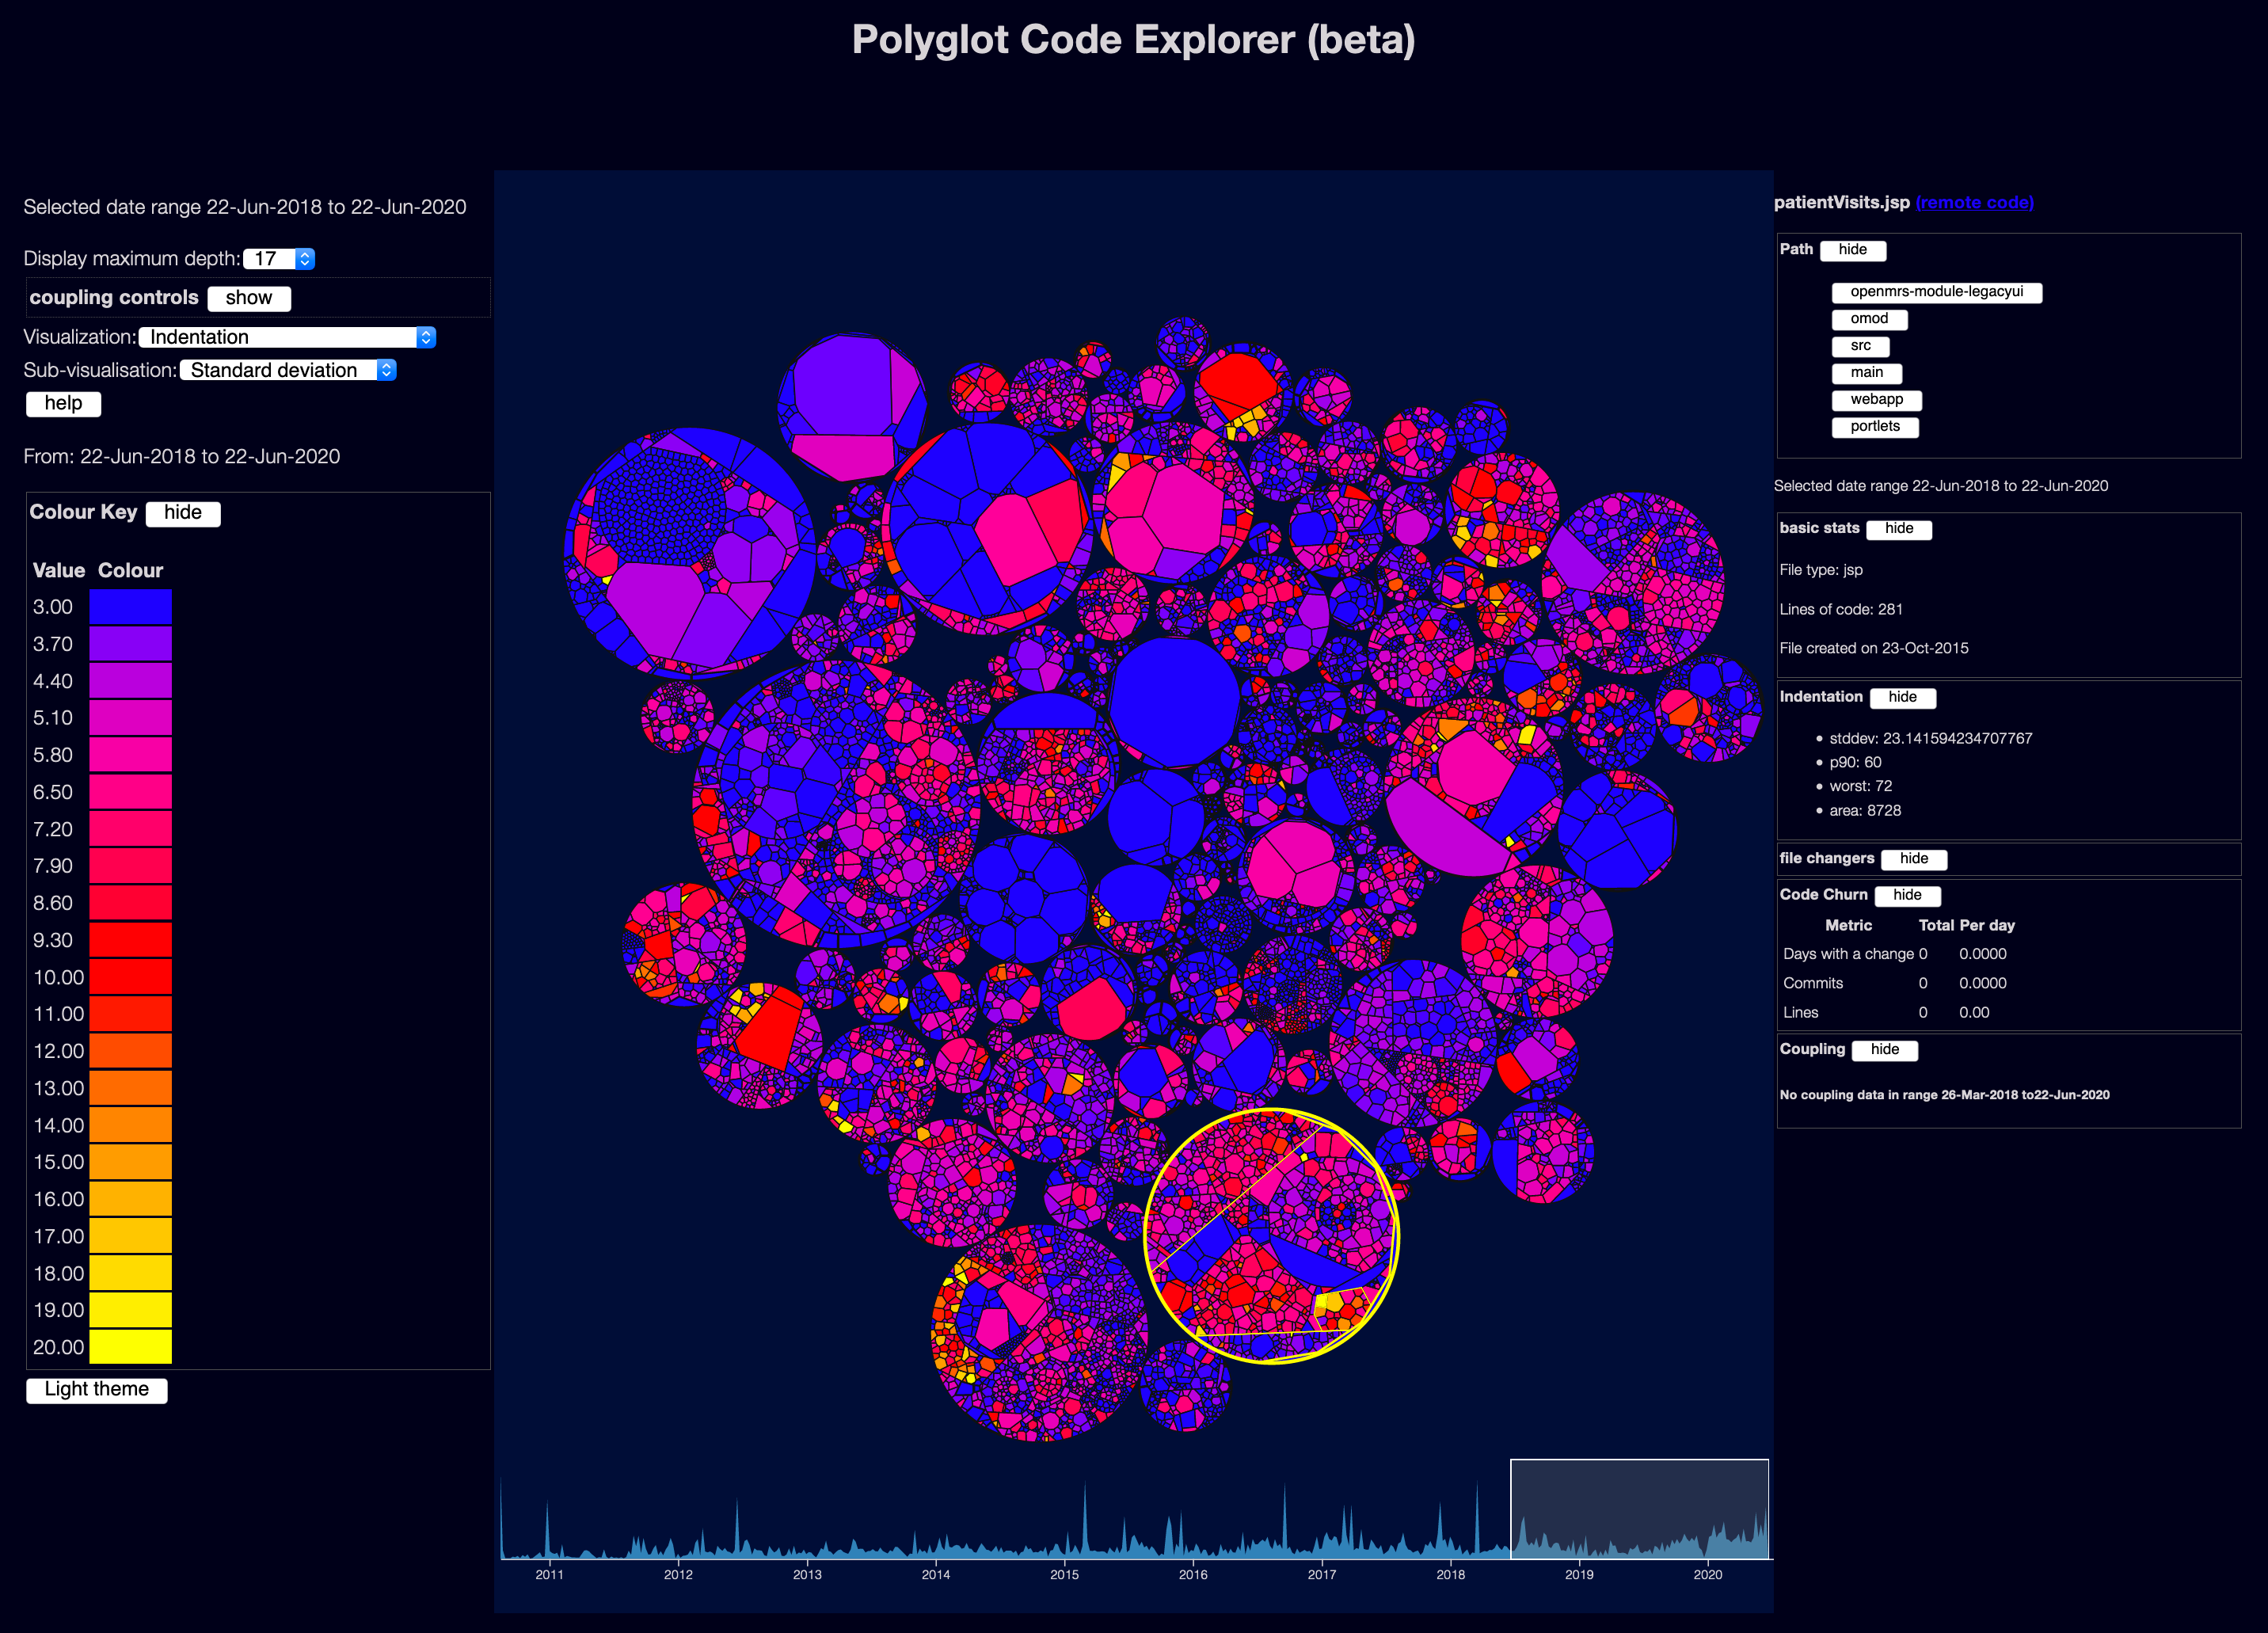 Polyglot Code Explorer (beta)
Selected date range 22-Jun-2018 to 22-Jun-2020
Display maximum depth: 17
coupling controls show
Visualization: Indentation
Sub-visualisation: Standard deviation
help
From: 22-Jun-2018 to 22-Jun-2020
Colour Key hide
Value Colour
3.00
3.70
4.40
5.10
5.80
6.50
7.20
7.90
8.60
9.30
10.00
11.00
12.00
13.00
14.00
15.00
16.00
17.00
18.00
19.00
20.00
Light theme
2011 2012 2013 2014 2015 2016 2017 2018 2019 2020
patientVisits.jsp (remote code)
Path hide
openmrs-module-legacyui
omod
src
main
webapp
portlets
Selected date range 22-Jun-2018 to 22-Jun-2020
basic stats hide
File type: jsp
Lines of code: 281
File created on 23-Oct-2015
Indentation hide
• stddev: 23.141594234707767
• p90: 60
• worst: 72
• area: 8728
file changers hide
Code Churn hide
Metric Total Per day
Days with a change 0 0.0000
Commits 0 0.0000
Lines 0 0.00
Coupling hide
No coupling data in range 26-Mar-2018 to22-Jun-2020